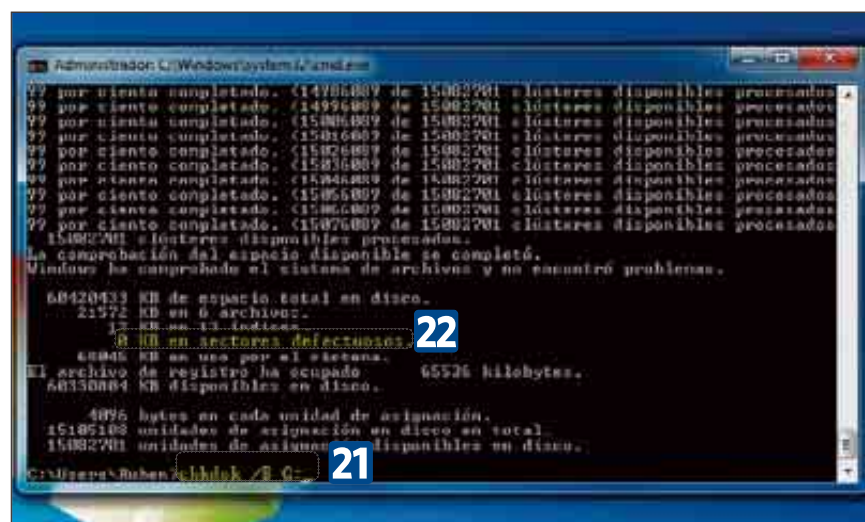 Administrador: C:\Windows\system32\cmd.exe
99 por ciento completado. (14986089 de 15082701 clústeres disponibles procesados
99 por ciento completado. (14996089 de 15082701 clústeres disponibles procesados
99 por ciento completado. (15006089 de 15082701 clústeres disponibles procesados
99 por ciento completado. (15016089 de 15082701 clústeres disponibles procesados
99 por ciento completado. (15026089 de 15082701 clústeres disponibles procesados
99 por ciento completado. (15036089 de 15082701 clústeres disponibles procesados
99 por ciento completado. (15046089 de 15082701 clústeres disponibles procesados
99 por ciento completado. (15056089 de 15082701 clústeres disponibles procesados
99 por ciento completado. (15066089 de 15082701 clústeres disponibles procesados
99 por ciento completado. (15076089 de 15082701 clústeres disponibles procesados
15082701 clústeres disponibles procesados.
La comprobación del espacio disponible se completó.
Windows ha comprobado el sistema de archivos y no encontró problemas.
60420433 KB de espacio total en disco.
21572 KB en 6 archivos.
KB en 13 índices.
0 KB en sectores defectuosos.
22
KB en uso por el sistema.
El archivo de registro ha ocupado 65536 kilobytes.
60330804 KB disponibles en disco.
4096 bytes en cada unidad de asignación.
15105108 unidades de asignación en disco en total.
15082701 unidades de asignación disponibles en disco.
21
C:\Users\Ruben>chkdsk /B G:_